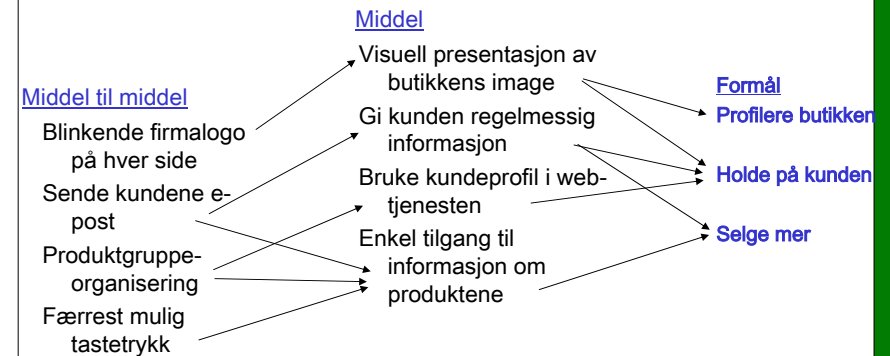 Middel til middel
Blinkende firmalogo
på hver side
Sende kundene e-
post
Produktgruppe-
organisering
Færrest mulig
tastetrykk
Middel
Visuell presentasjon av
butikkens image
Gi kunden regelmessig
informasjon
Bruke kundeprofil i web-
tjenesten
Enkel tilgang til
informasjon om
produktene
Formål
Profilere butikken
Holde på kunden
Selge mer